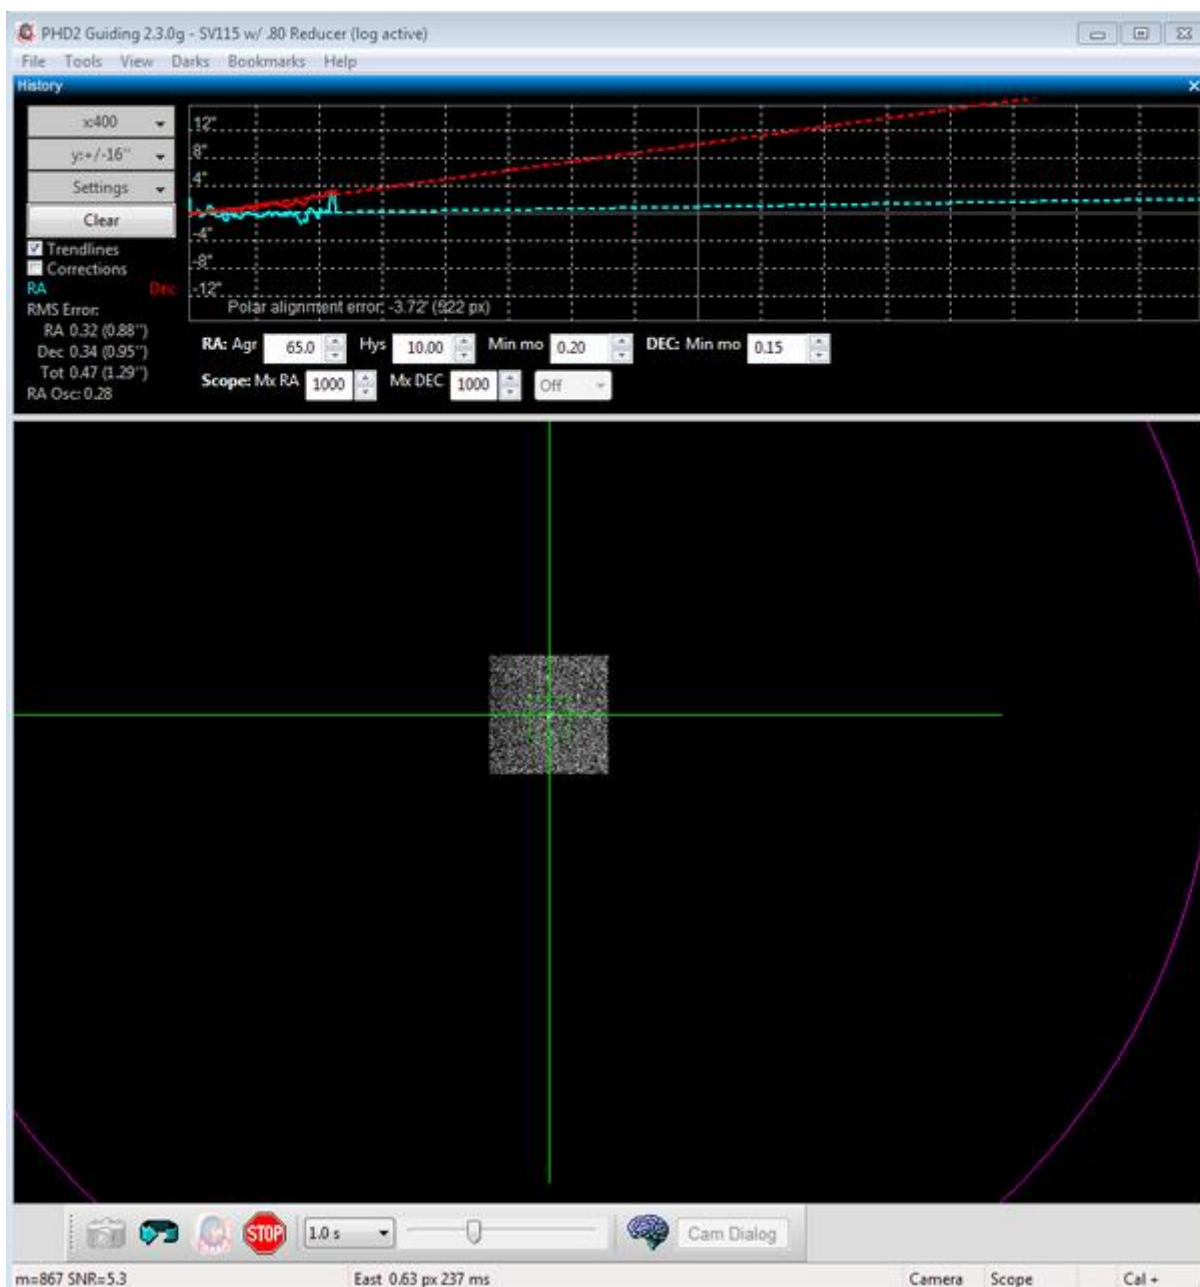 PHD2 Guiding 2.3.0g - SV115 w/ .80 Reducer (log active)
File Tools View Darks Bookmarks Help
History
x:400
y:+/-16"
Settings
Clear
Trendlines
Corrections
RA Dec
RMS Error:
RA 0.32 (0.88")
Dec 0.34 (0.95")
Tot 0.47 (1.29")
RA Osc: 0.28
12"
8"
4"
-4"
-8"
-12"
Polar alignment error: -3.72' (522 px)
RA: Agr 65.0 Hys 10.00 Min mo 0.20 DEC: Min mo 0.15
Scope: Mx RA 1000 Mx DEC 1000 Off
STOP 1.0 s Cam Dialog
m=867 SNR=5.3 East 0.63 px 237 ms Camera Scope Cal +